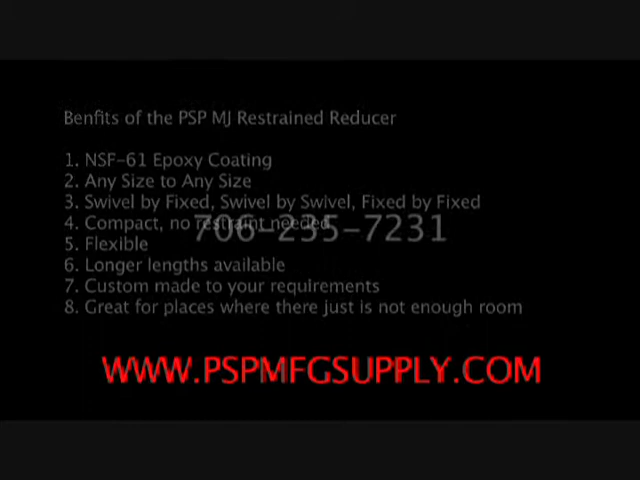 Benfits of the PSP MJ Restrained Reducer
1. NSF-61 Epoxy Coating
2. Any Size to Any Size
3. Swivel by Fixed, Swivel by Swivel, Fixed by Fixed
4. Compact, no restraint needed
706-235-7231
5. Flexible
6. Longer lengths available
7. Custom made to your requirements
8. Great for places where there just is not enough room
WWW.PSPMFGSUPPLY.COM